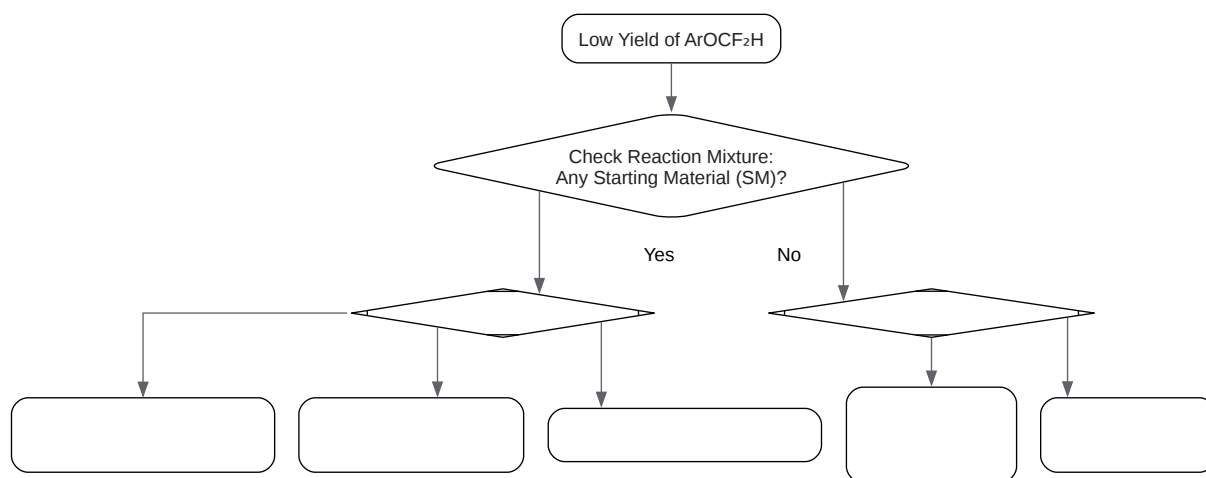 Low Yield of ArOCF₂H
Check Reaction Mixture:
Any Starting Material (SM)?
Yes
No